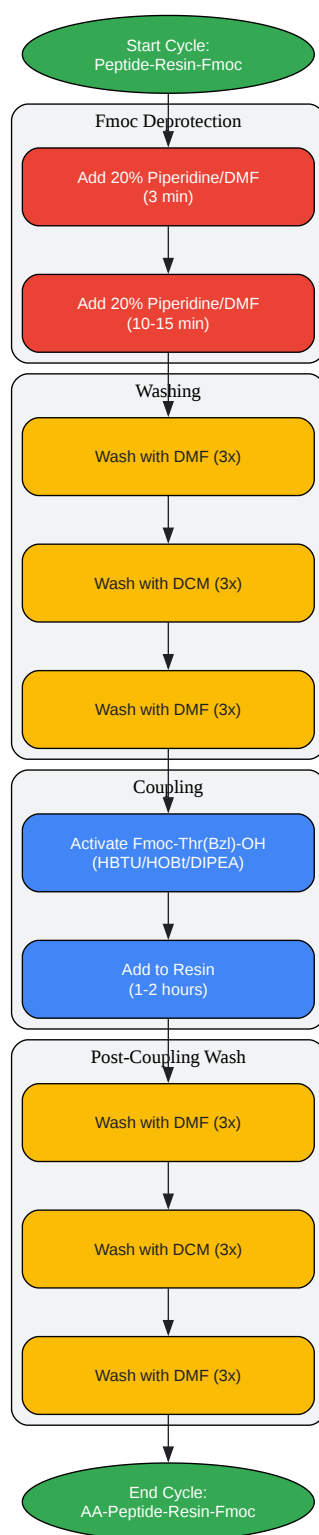 Start Cycle:
Peptide-Resin-Fmoc
Fmoc Deprotection
Add 20% Piperidine/DMF
(3 min)
Add 20% Piperidine/DMF
(10-15 min)
Washing
Wash with DMF (3x)
Wash with DCM (3x)
Wash with DMF (3x)
Coupling
Activate Fmoc-Thr(Bzl)-OH
(HBTU/HOBt/DIPEA)
Add to Resin
(1-2 hours)
Post-Coupling Wash
Wash with DMF (3x)
Wash with DCM (3x)
Wash with DMF (3x)
End Cycle:
AA-Peptide-Resin-Fmoc